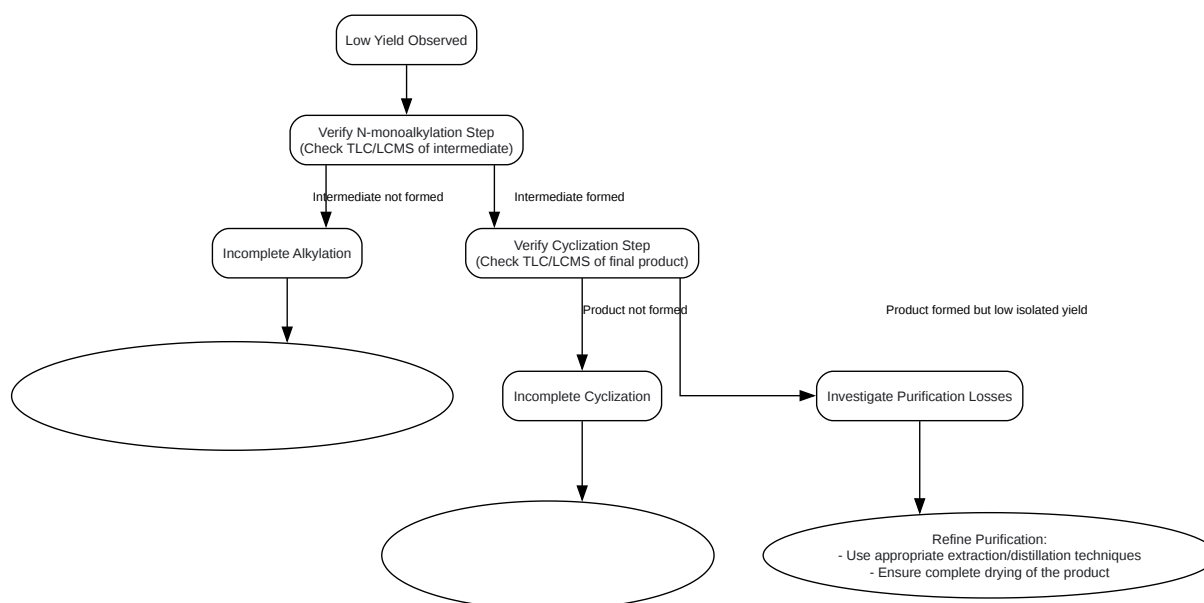 Low Yield Observed
Verify N-monoalkylation Step
(Check TLC/LCMS of intermediate)
Intermediate not formed
Intermediate formed
Incomplete Alkylation
Verify Cyclization Step
(Check TLC/LCMS of final product)
Product not formed
Product formed but low isolated yield
Incomplete Cyclization
Investigate Purification Losses
Refine Purification:
- Use appropriate extraction/distillation techniques
- Ensure complete drying of the product